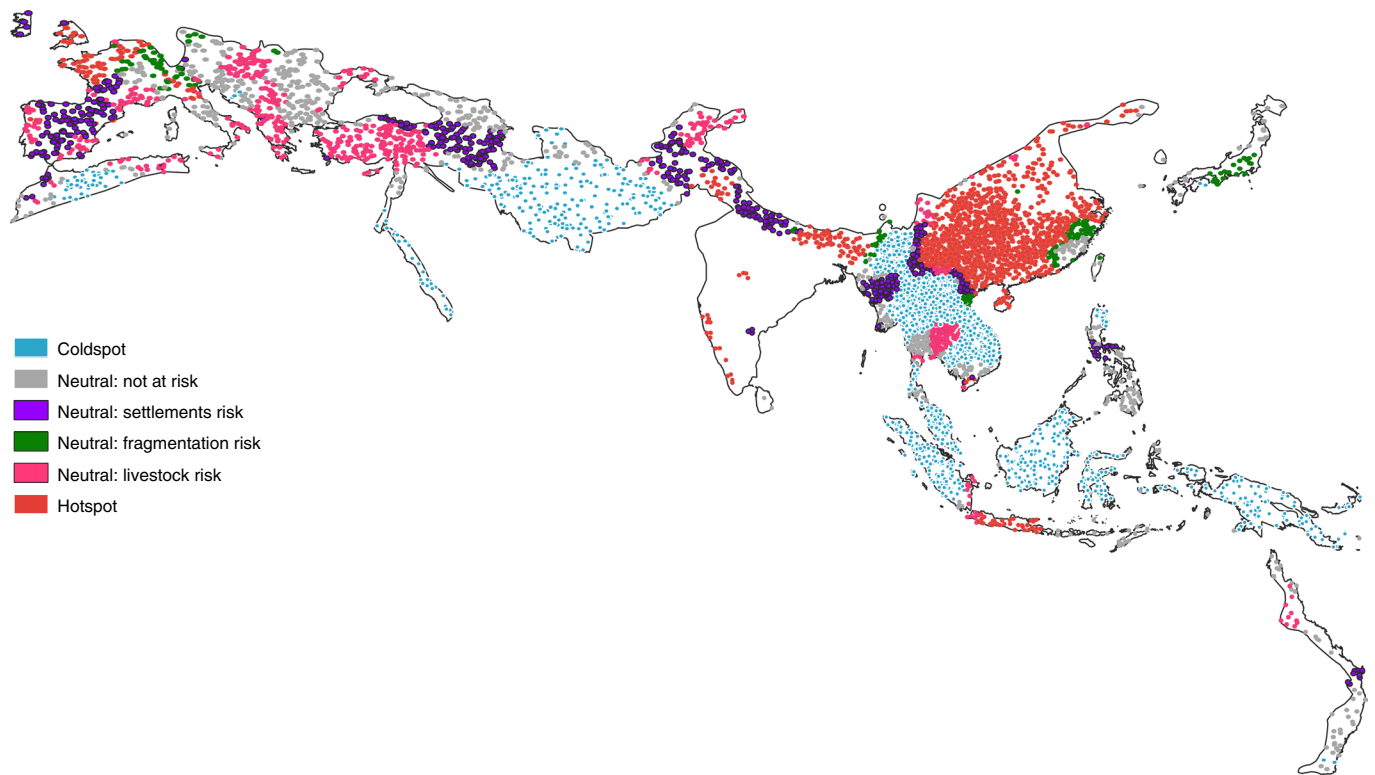 Coldspot
Neutral: not at risk
Neutral: settlements risk
Neutral: fragmentation risk
Neutral: livestock risk
Hotspot